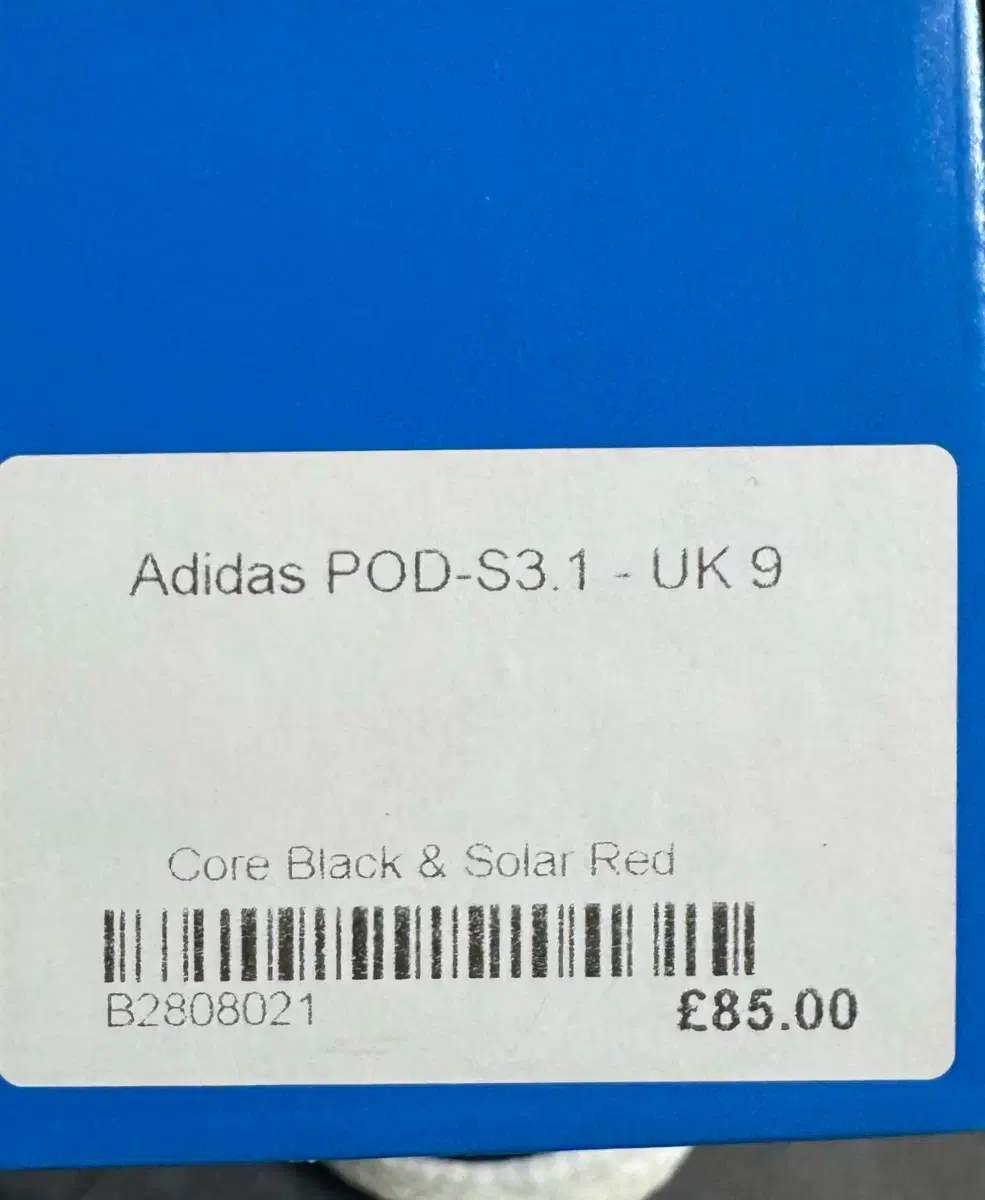 Adidas POD-S3.1 - UK 9
Core Black & Solar Red
B2808021
£85.00